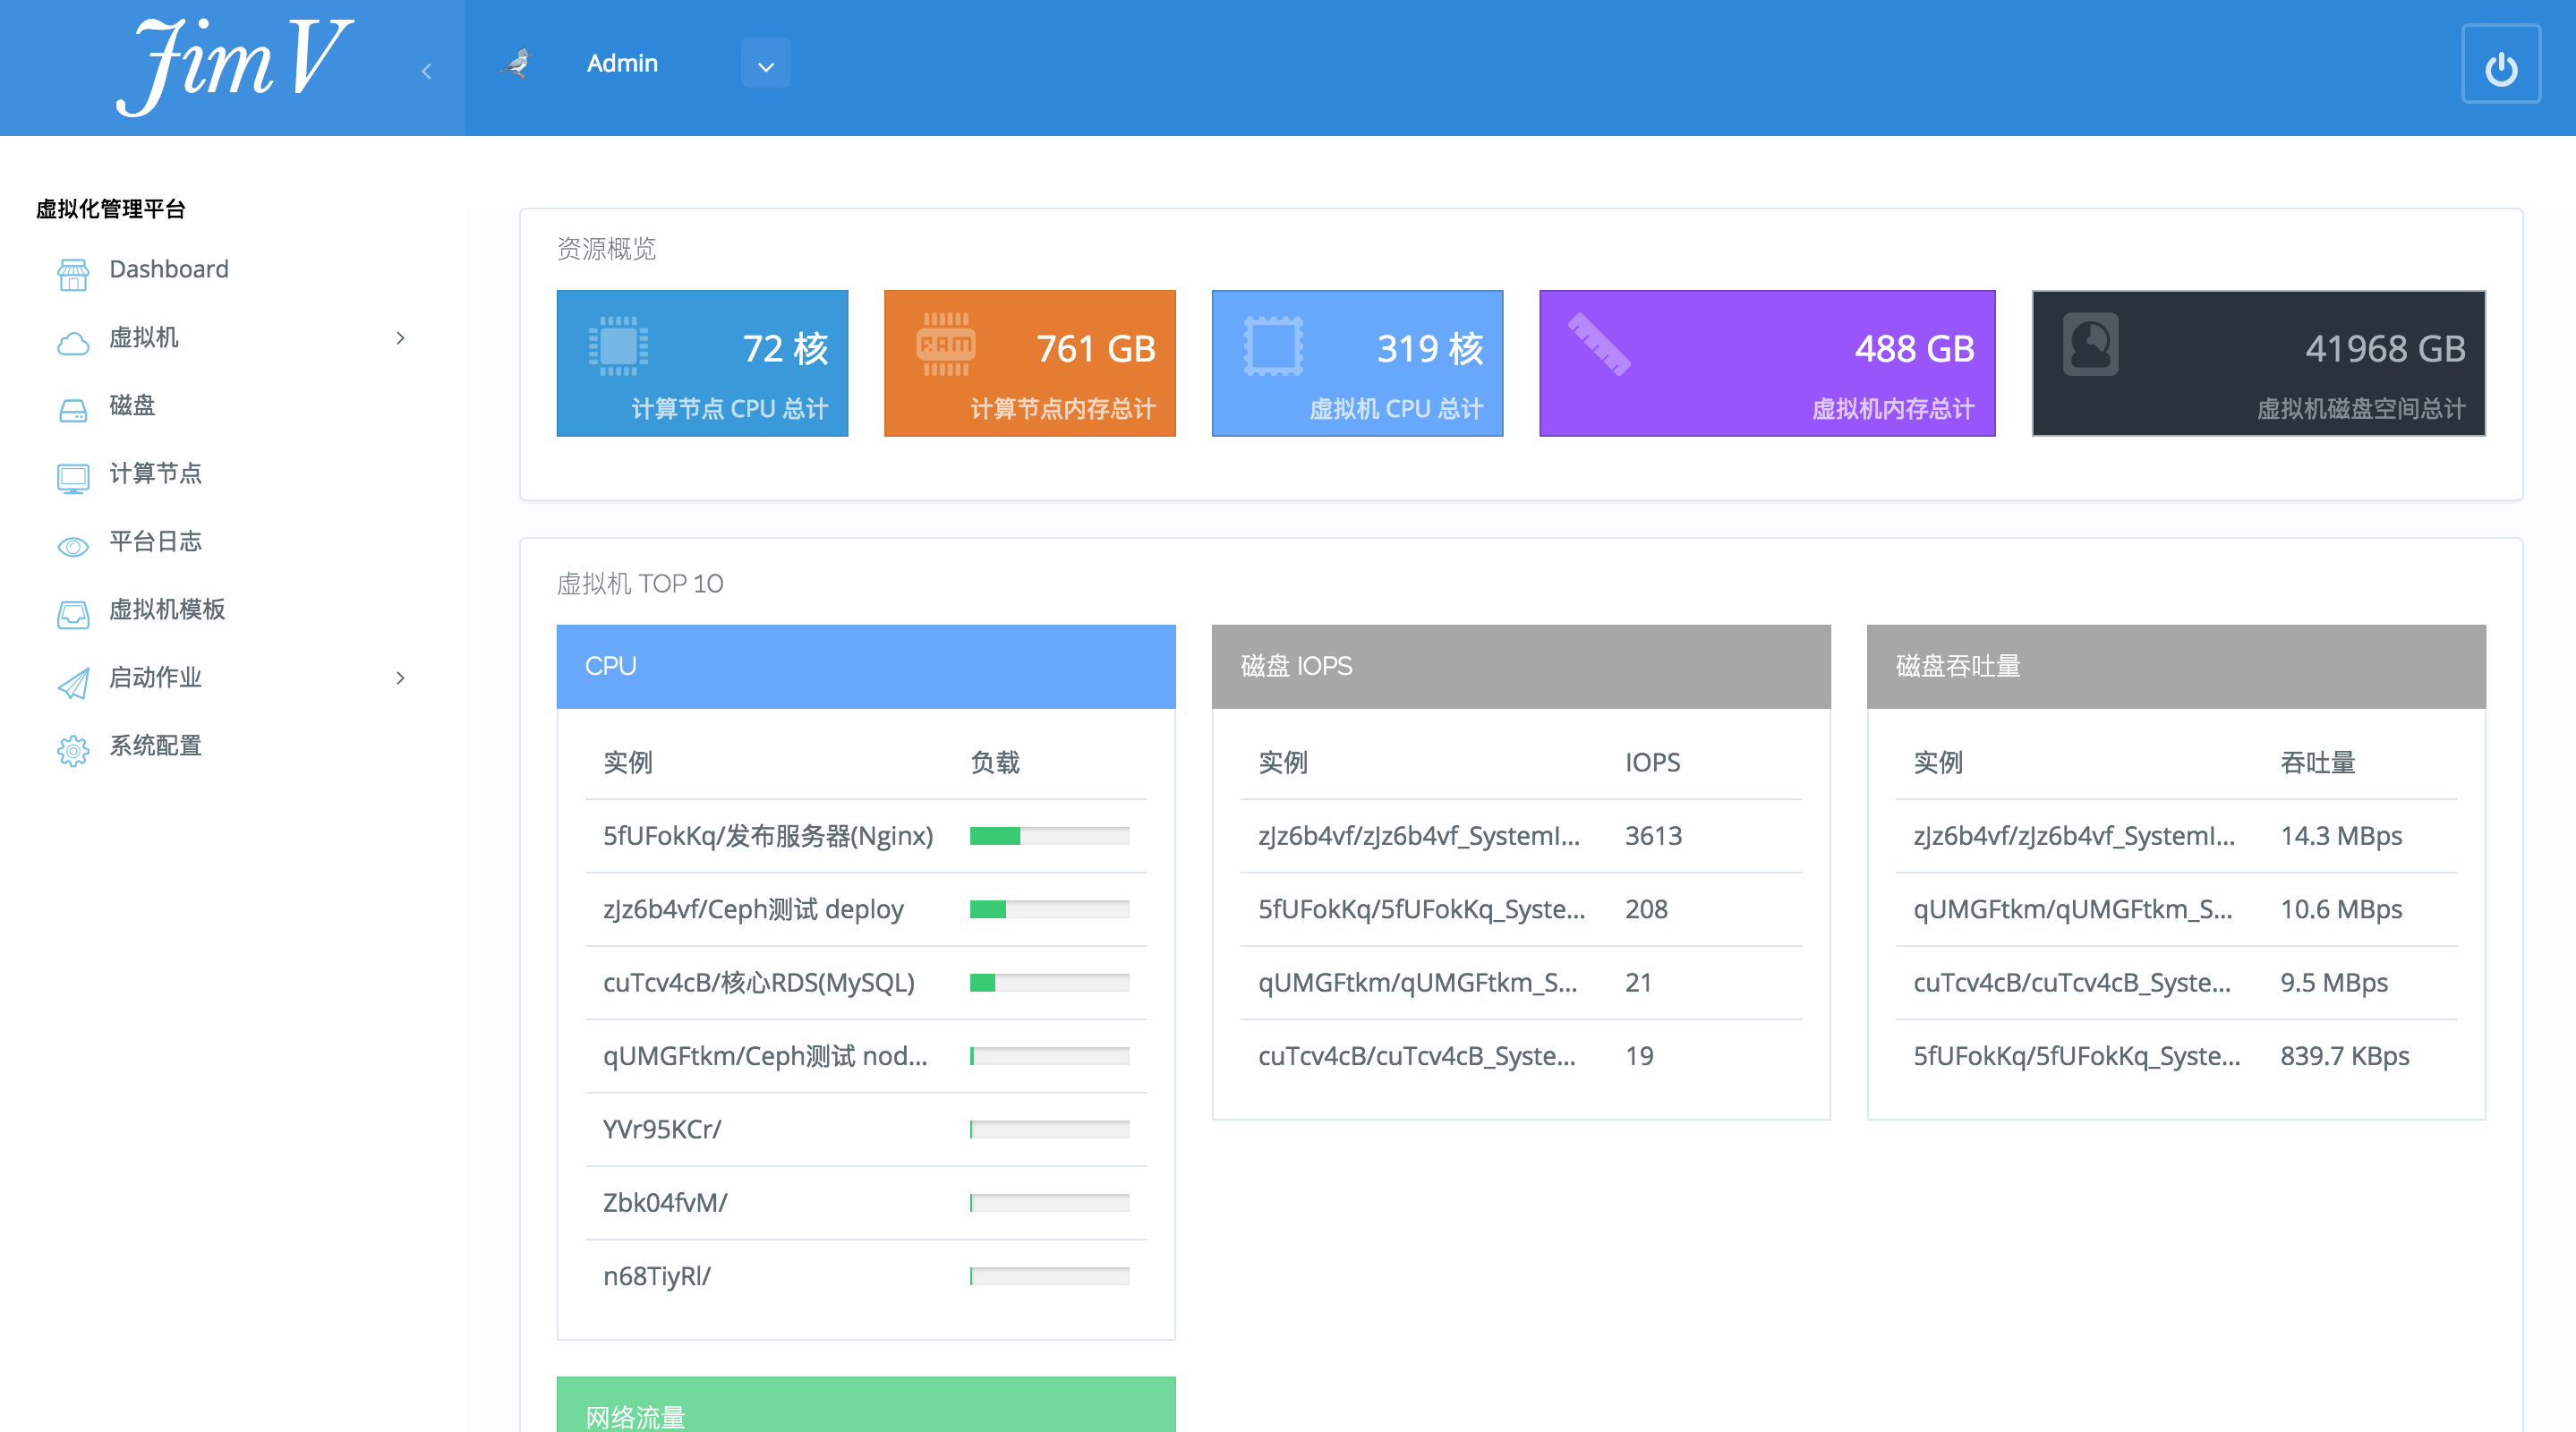 JimV
Admin
虚拟化管理平台
Dashboard
虚拟机
磁盘
计算节点
平台日志
虚拟机模板
启动作业
系统配置
资源概览
72 核
计算节点 CPU 总计
RAM
761 GB
计算节点内存总计
319 核
虚拟机 CPU 总计
488 GB
虚拟机内存总计
41968 GB
虚拟机磁盘空间总计
虚拟机 TOP 10
CPU
实例 负载
5fUFokKq/发布服务器(Nginx)
zJz6b4vf/Ceph测试 deploy
cuTcv4cB/核心RDS(MySQL)
qUMGFtkm/Ceph测试 nod...
YVr95KCr/
Zbk04fvM/
n68TiyRl/
磁盘 IOPS
实例 IOPS
zJz6b4vf/zJz6b4vf_SystemI... 3613
5fUFokKq/5fUFokKq_Syste... 208
qUMGFtkm/qUMGFtkm_S... 21
cuTcv4cB/cuTcv4cB_Syste... 19
磁盘吞吐量
实例 吞吐量
zJz6b4vf/zJz6b4vf_SystemI... 14.3 MBps
qUMGFtkm/qUMGFtkm_S... 10.6 MBps
cuTcv4cB/cuTcv4cB_Syste... 9.5 MBps
5fUFokKq/5fUFokKq_Syste... 839.7 KBps
网络流量